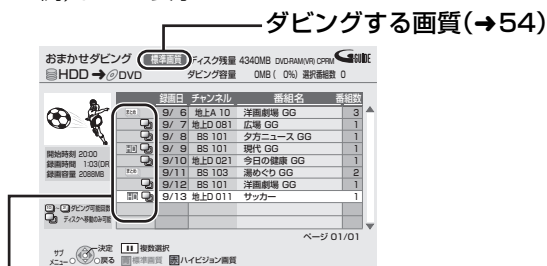 ダビングする画質(➜54)
おまかせダビング 標準画質 ディスク残量 4340MB DVD-RAM(VR) CPRM GGUIDE
HDD ➔ DVD ダビング容量 0MB ( 0%) 選択番組数 0
録画日 チャンネル 番組名 番組数
まとめ 9/ 6 地上A 10 洋画劇場 GG 3
9/ 7 地上D 081 広場 GG 1
9/ 8 BS 101 夕方ニュース GG 1
9/ 9 BS 101 現代 GG 1
9/10 地上D 021 今日の健康 GG 1
まとめ 9/11 BS 103 湯めぐり GG 2
9/12 BS 101 洋画劇場 GG 1
9/13 地上D 011 サッカー 1
開始時刻 20:00
録画時間 1:03(DR
録画容量 2088MB
ダビング可能回数
ディスクへ移動のみ可能
ページ 01/01
サブメニュー 決定 戻る
複数選択
標準画質 ハイビジョン画質